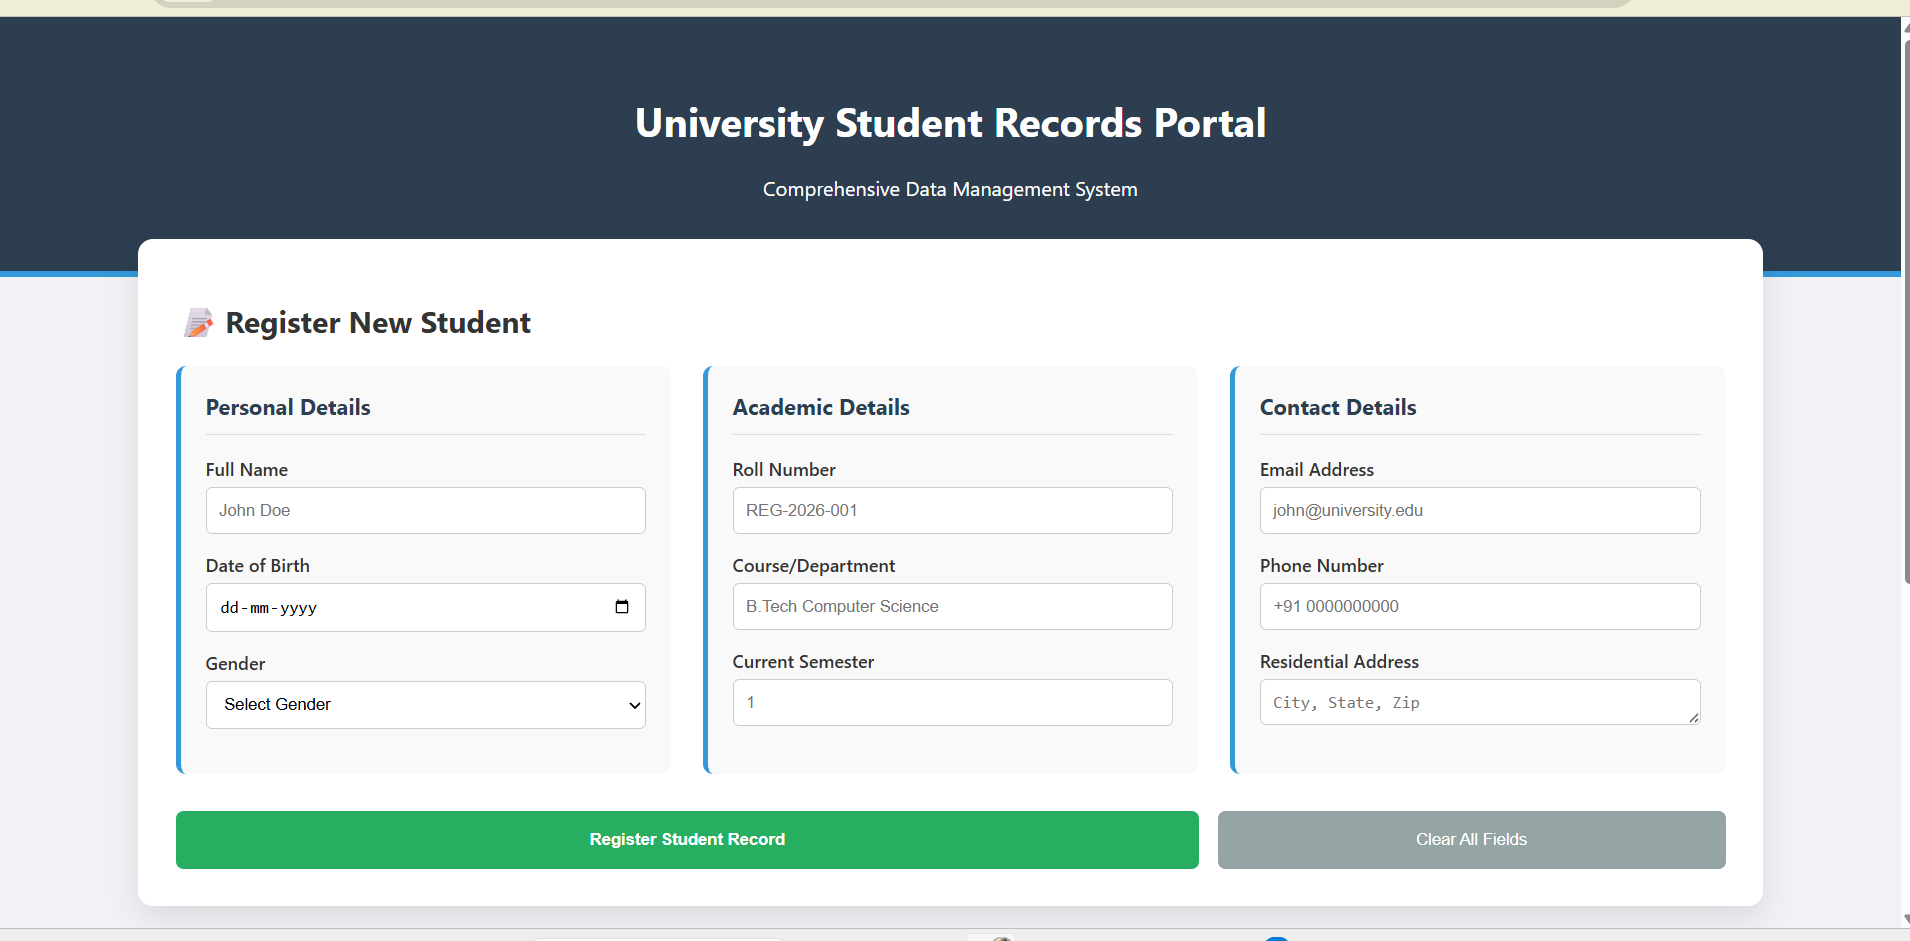 University Student Records Portal
Comprehensive Data Management System
Register New Student
Personal Details
Full Name
John Doe
Date of Birth
dd-mm-yyyy
Gender
Select Gender
Academic Details
Roll Number
REG-2026-001
Course/Department
B.Tech Computer Science
Current Semester
1
Contact Details
Email Address
john@university.edu
Phone Number
+91 0000000000
Residential Address
City, State, Zip
Register Student Record
Clear All Fields